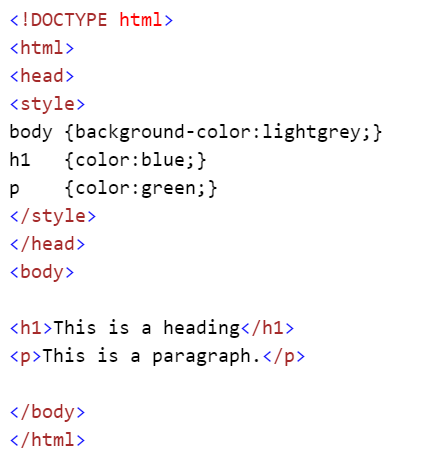 <!DOCTYPE html>
<html>
<head>
<style>
body {background-color:lightgrey;}
h1   {color:blue;}
p    {color:green;}
</style>
</head>
<body>

<h1>This is a heading</h1>
<p>This is a paragraph.</p>

</body>
</html>